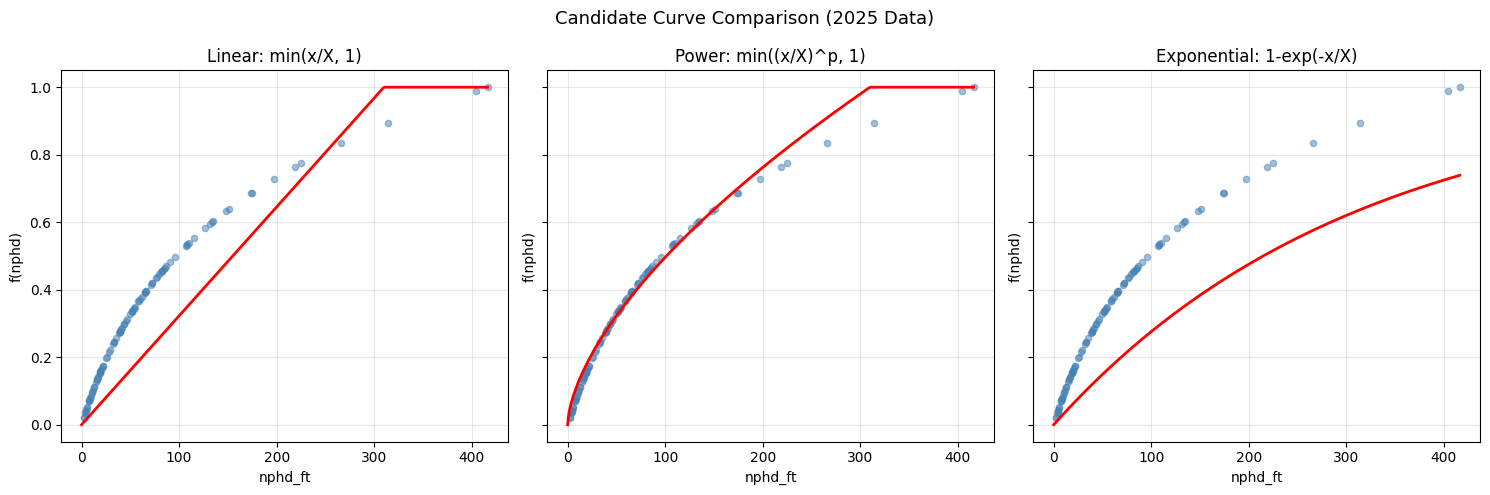 Candidate Curve Comparison (2025 Data)
Linear: min(x/X, 1)
f(nphd)
1.0
0.8
0.6
0.4
0.2
0.0
0 100 200 300 400
nphd_ft
Power: min((x/X)^p, 1)
f(nphd)
0 100 200 300 400
nphd_ft
Exponential: 1-exp(-x/X)
f(nphd)
0 100 200 300 400
nphd_ft